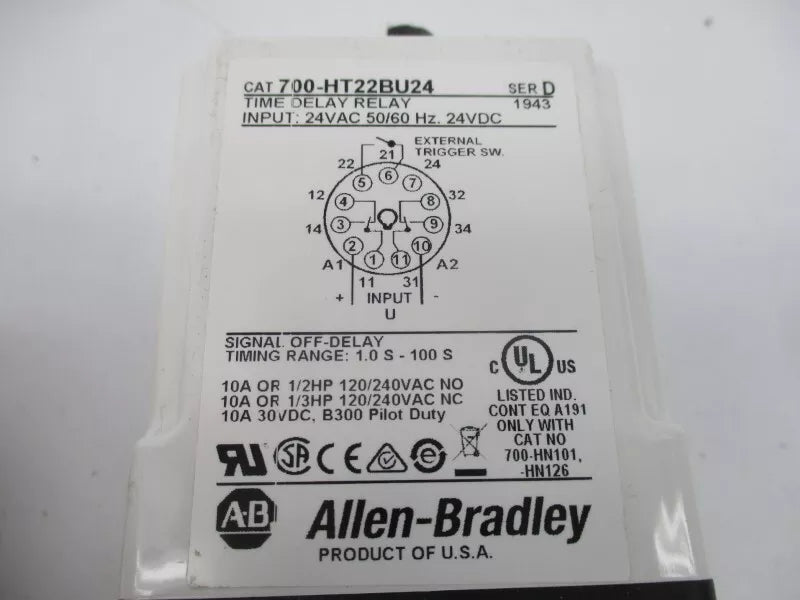 CAT 700-HT22BU24 SER D
TIME DELAY RELAY 1943
INPUT: 24VAC 50/60 Hz. 24VDC
EXTERNAL
TRIGGER SW.
21
22 24
5 6 7
12 4 8 32
14 3 9 34
2 10
A1 1 11 A2
11 31
+ INPUT -
U
SIGNAL OFF-DELAY
TIMING RANGE: 1.0 S - 100 S
10A OR 1/2HP 120/240VAC NO
10A OR 1/3HP 120/240VAC NC
10A 30VDC, B300 Pilot Duty
C UL US
LISTED IND.
CONT EQ A191
ONLY WITH
CAT NO
700-HN101,
-HN126
RU SA CE
A-B Allen-Bradley
PRODUCT OF U.S.A.